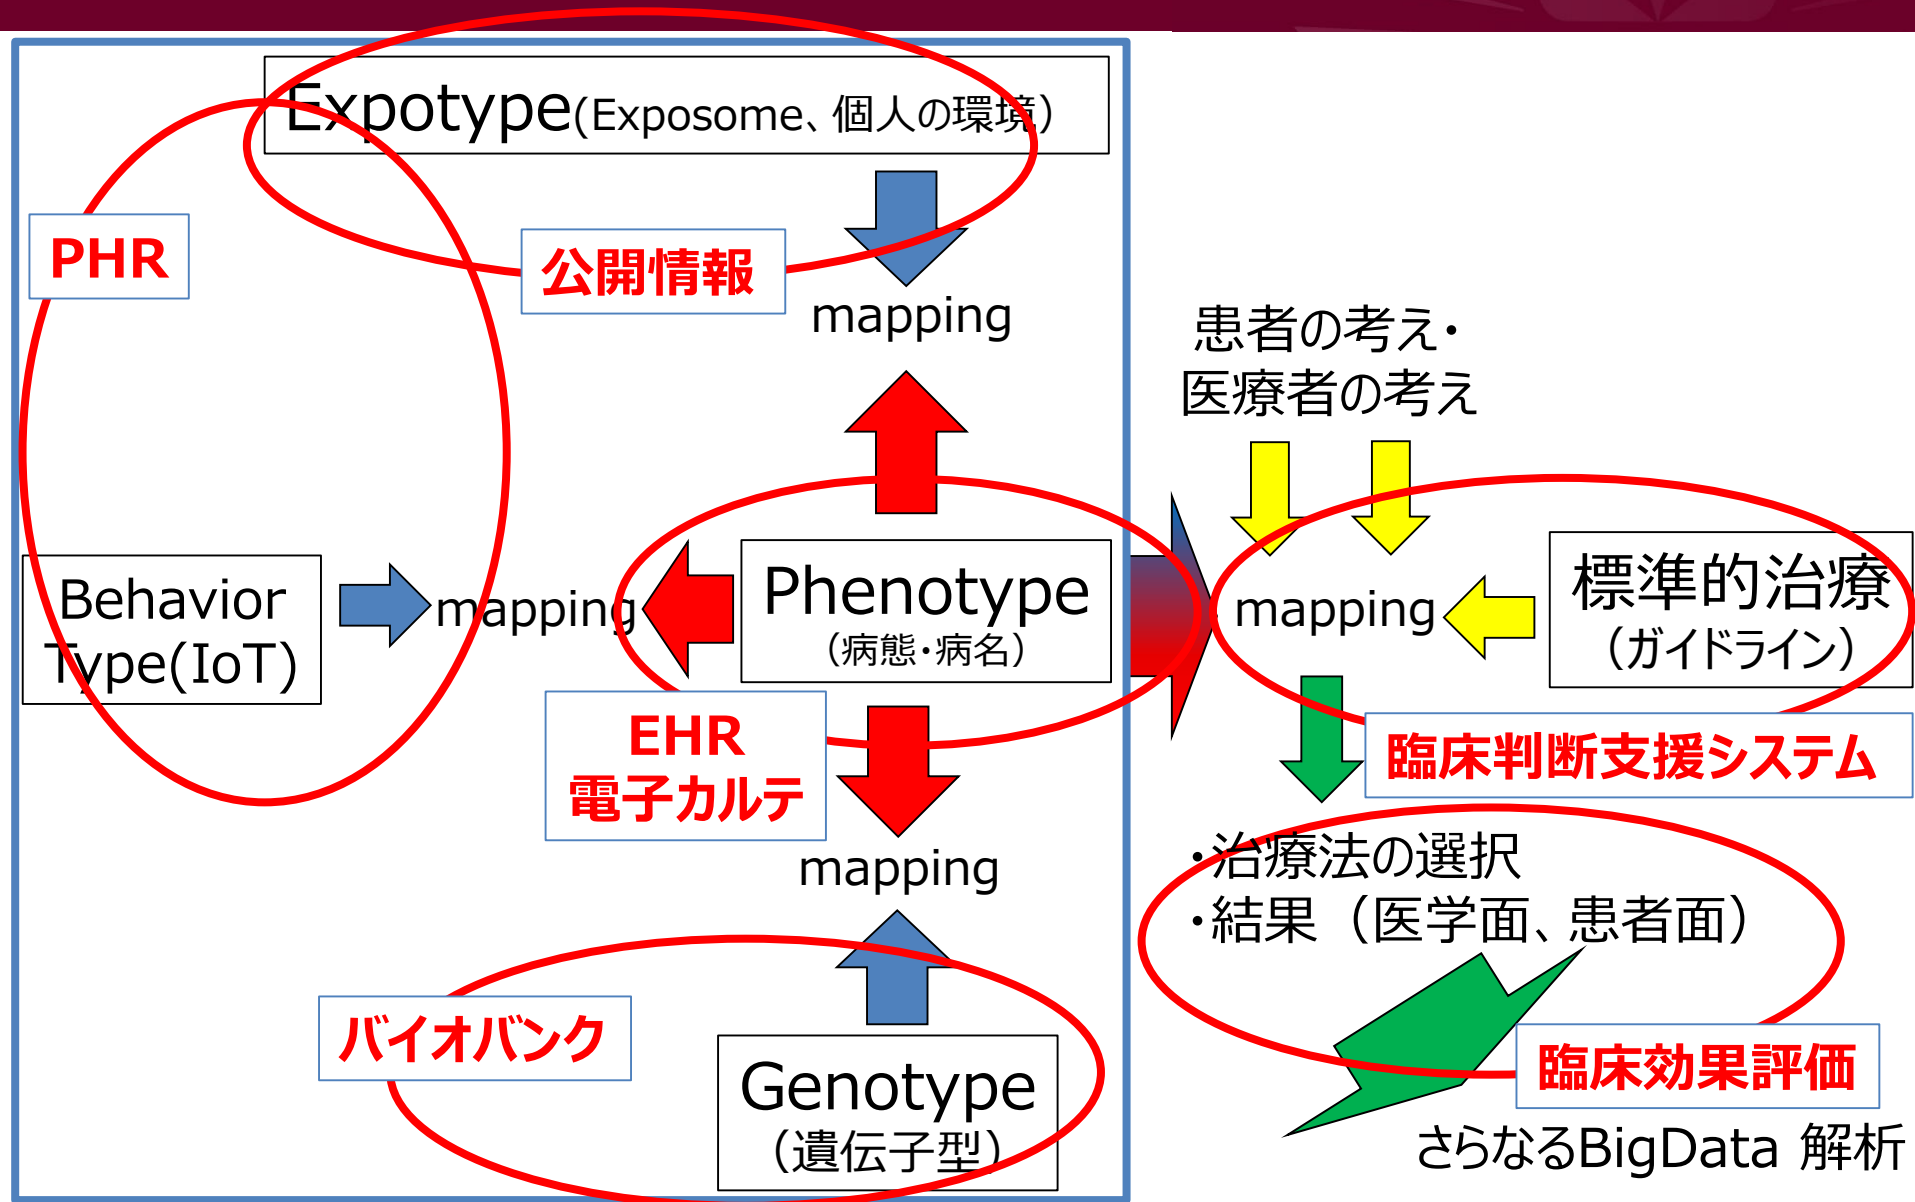 Expotype(Exposome、個人の環境)
PHR
公開情報
mapping
患者の考え・
医療者の考え
Behavior
Type(IoT)
mapping
Phenotype
(病態・病名)
mapping
標準的治療
(ガイドライン)
EHR
電子カルテ
臨床判断支援システム
mapping
・治療法の選択
・結果（医学面、患者面）
バイオバンク
Genotype
(遺伝子型)
臨床効果評価
さらなるBigData 解析